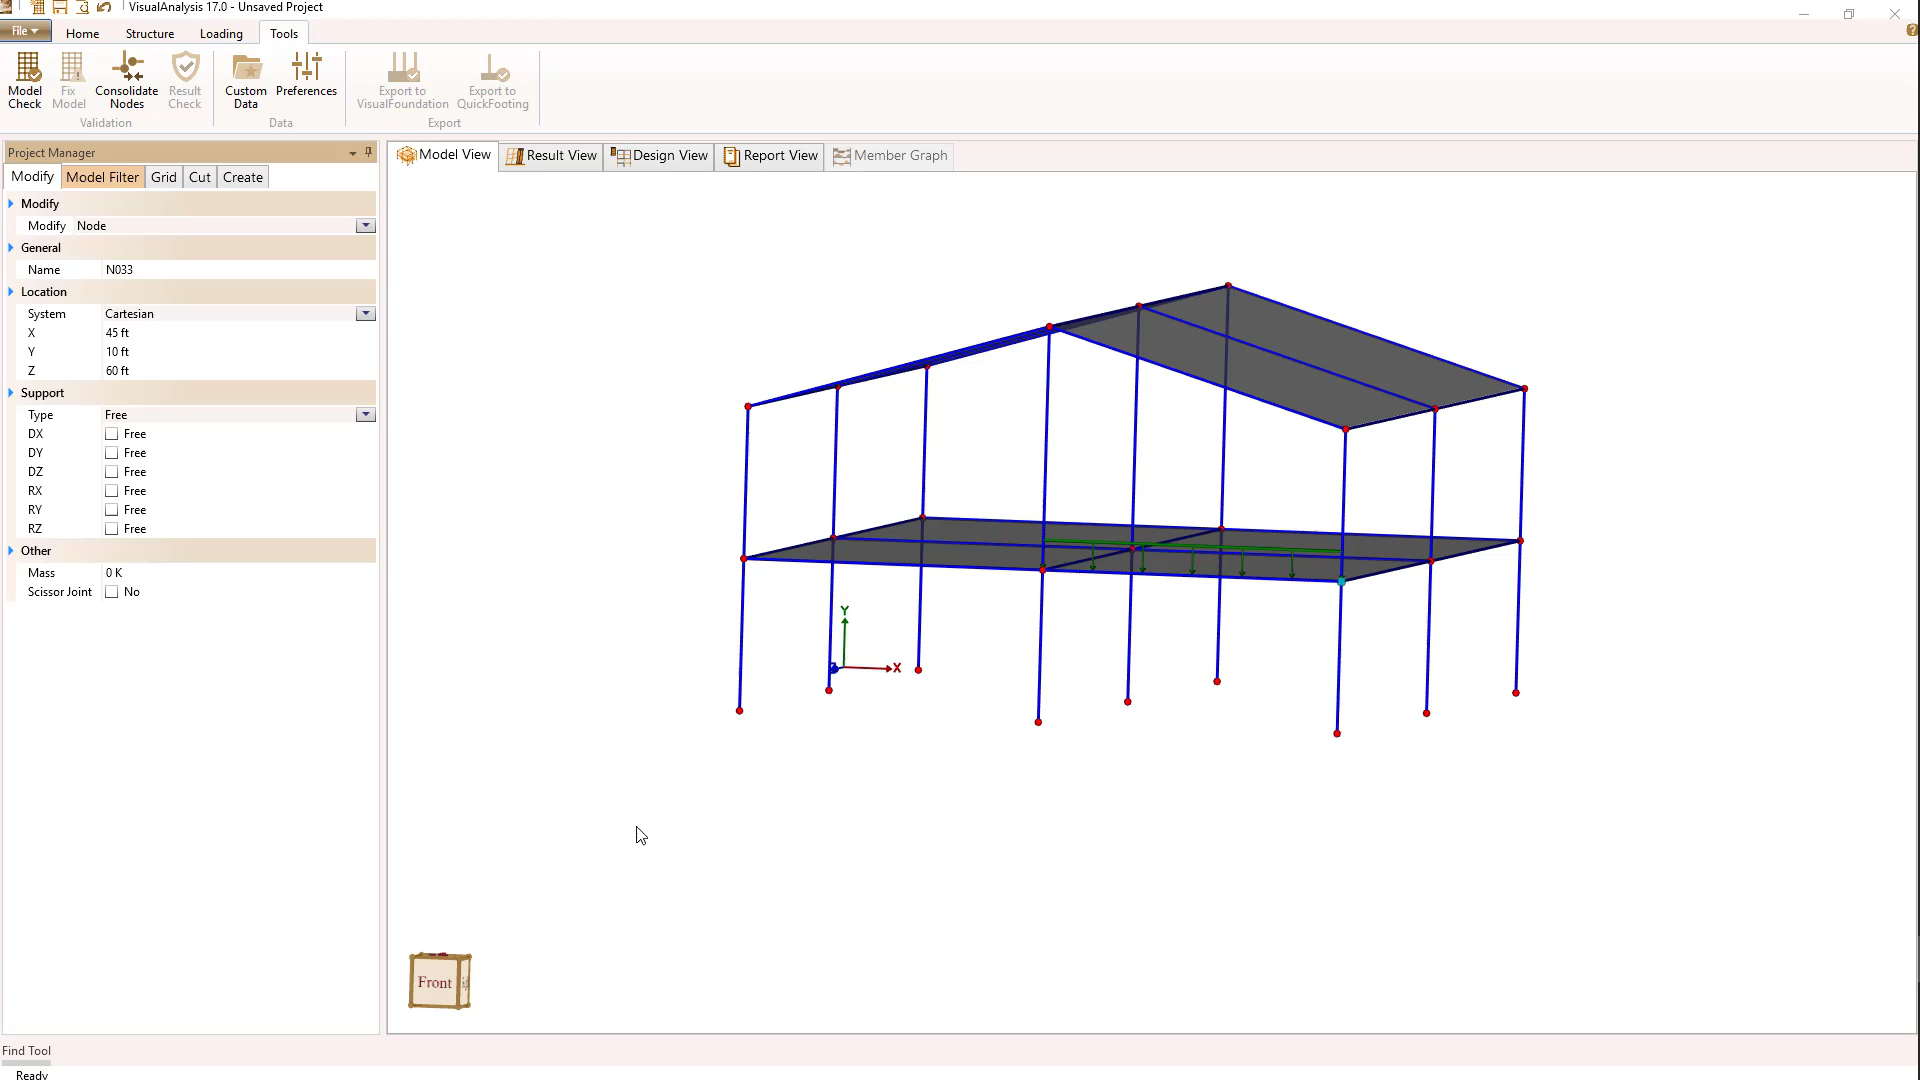 VisualAnalysis 17.0 - Unsaved Project
File Home Structure Loading Tools
Model Check
Fix Model
Consolidate Nodes
Result Check
Custom Data
Preferences
Export to VisualFoundation
Export to QuickFooting
Validation Data Export
Project Manager
Modify Model Filter Grid Cut Create
Model View Result View Design View Report View Member Graph
Modify
Modify Node
General
Name N033
Location
System Cartesian
X 45 ft
Y 10 ft
Z 60 ft
Support
Type Free
DX Free
DY Free
DZ Free
RX Free
RY Free
RZ Free
Other
Mass 0 K
Scissor Joint No
Y
X
Front
Find Tool
Ready